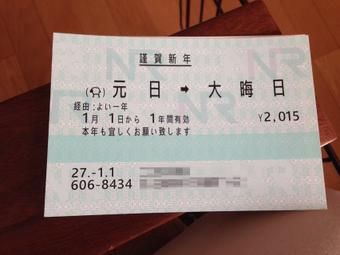 謹賀新年
元日 ➡ 大晦日
経由:よい一年
1月 1日から 1年間有効 ¥2,015
本年も宜しくお願い致します
27.-1.1
606-8434